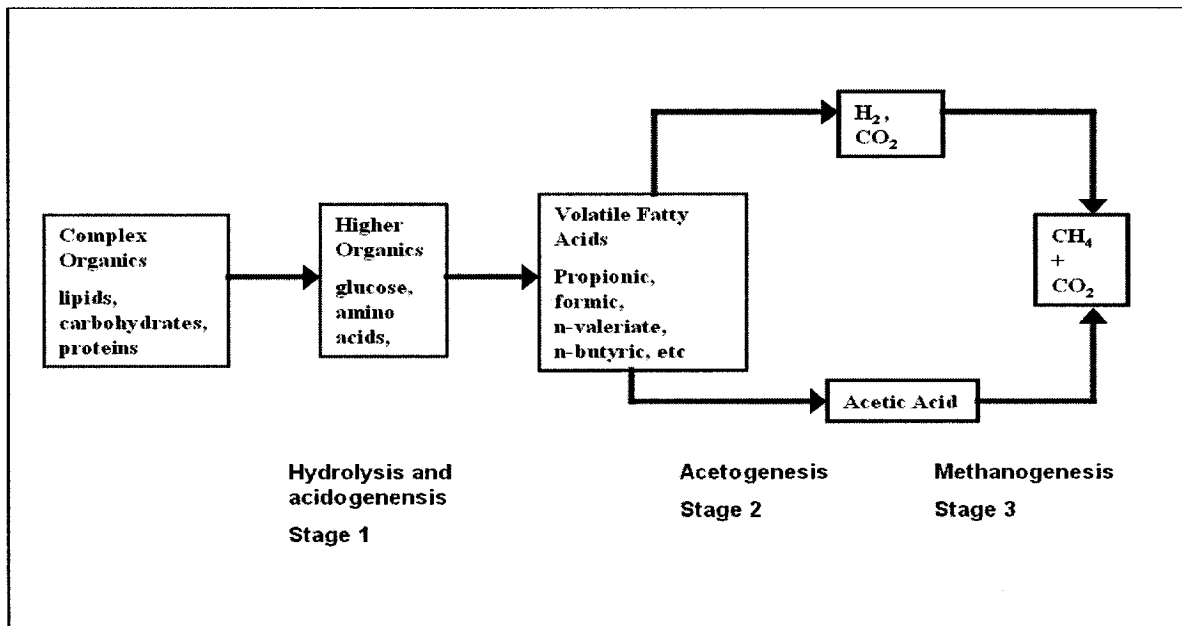 Complex
Organics
lipids,
carbohydrates,
proteins
Higher
Organics
glucose,
amino
acids,
Volatile Fatty
Acids
Propionic,
formic,
n-valeriate,
n-butyric, etc
H₂,
CO₂
Acetic Acid
CH₄
+
CO₂
Hydrolysis and
acidogenensis
Stage 1
Acetogenesis
Stage 2
Methanogenesis
Stage 3